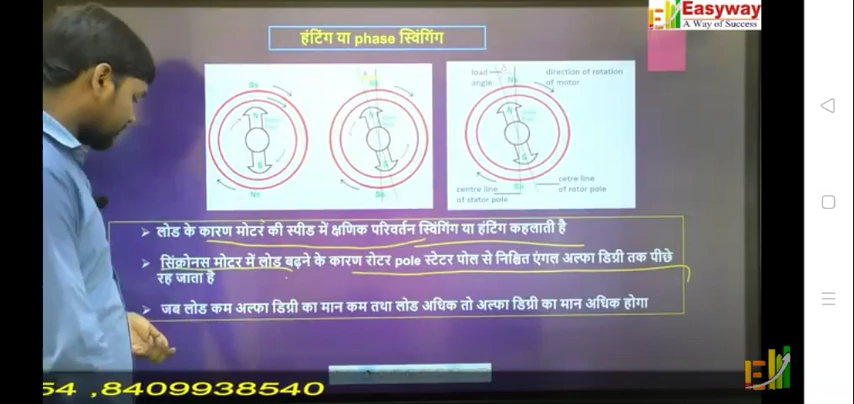 Easyway
A Way of Success
हंटिंग या phase स्विंगिंग
load
angle
direction of rotation
of motor
N
S
N
S
N
S
centre line
of stator pole
cetre line
of rotor pole
➢ लोड के कारण मोटर की स्पीड में क्षणिक परिवर्तन स्विंगिंग या हंटिंग कहलाती है
➢ सिंक्रोनस मोटर में लोड बढ़ने के कारण रोटर pole स्टेटर पोल से निश्चित एंगल अल्फा डिग्री तक पीछे
रह जाता है
➢ जब लोड कम अल्फा डिग्री का मान कम तथा लोड अधिक तो अल्फा डिग्री का मान अधिक होगा
54 ,8409938540